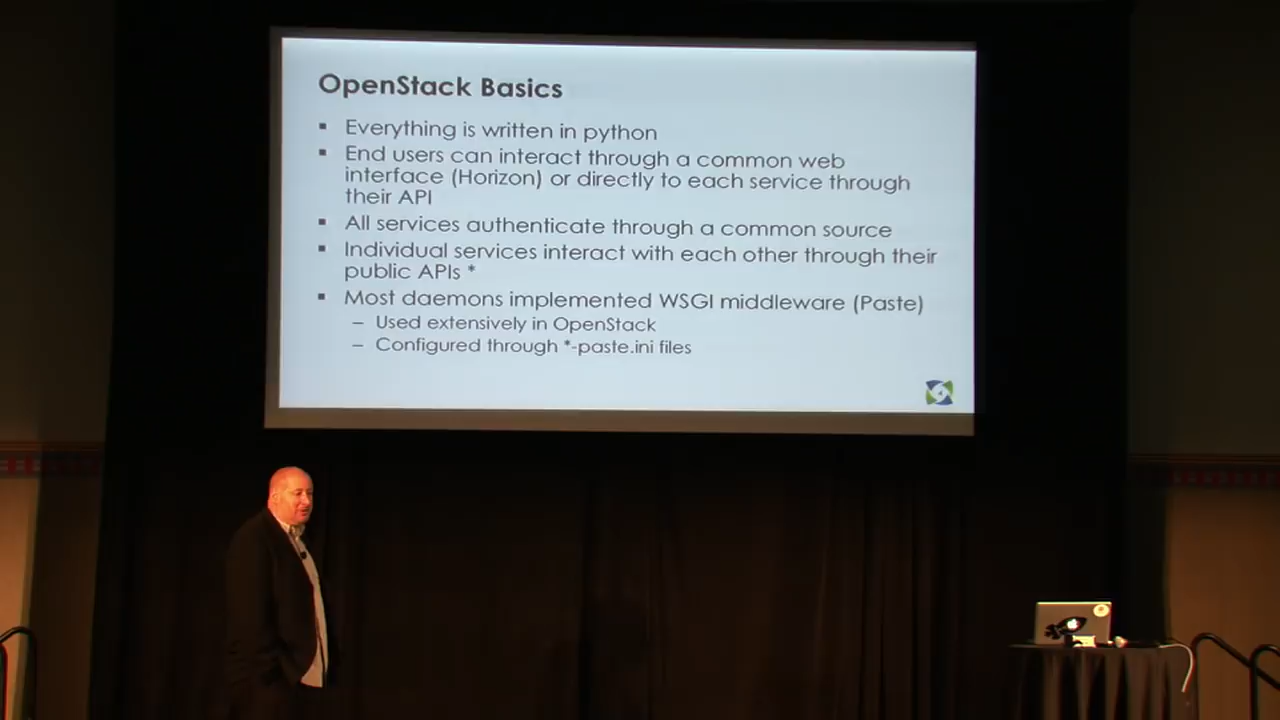 OpenStack Basics
▪ Everything is written in python
▪ End users can interact through a common web
interface (Horizon) or directly to each service through
their API
▪ All services authenticate through a common source
▪ Individual services interact with each other through their
public APIs *
▪ Most daemons implemented WSGI middleware (Paste)
– Used extensively in OpenStack
– Configured through *-paste.ini files